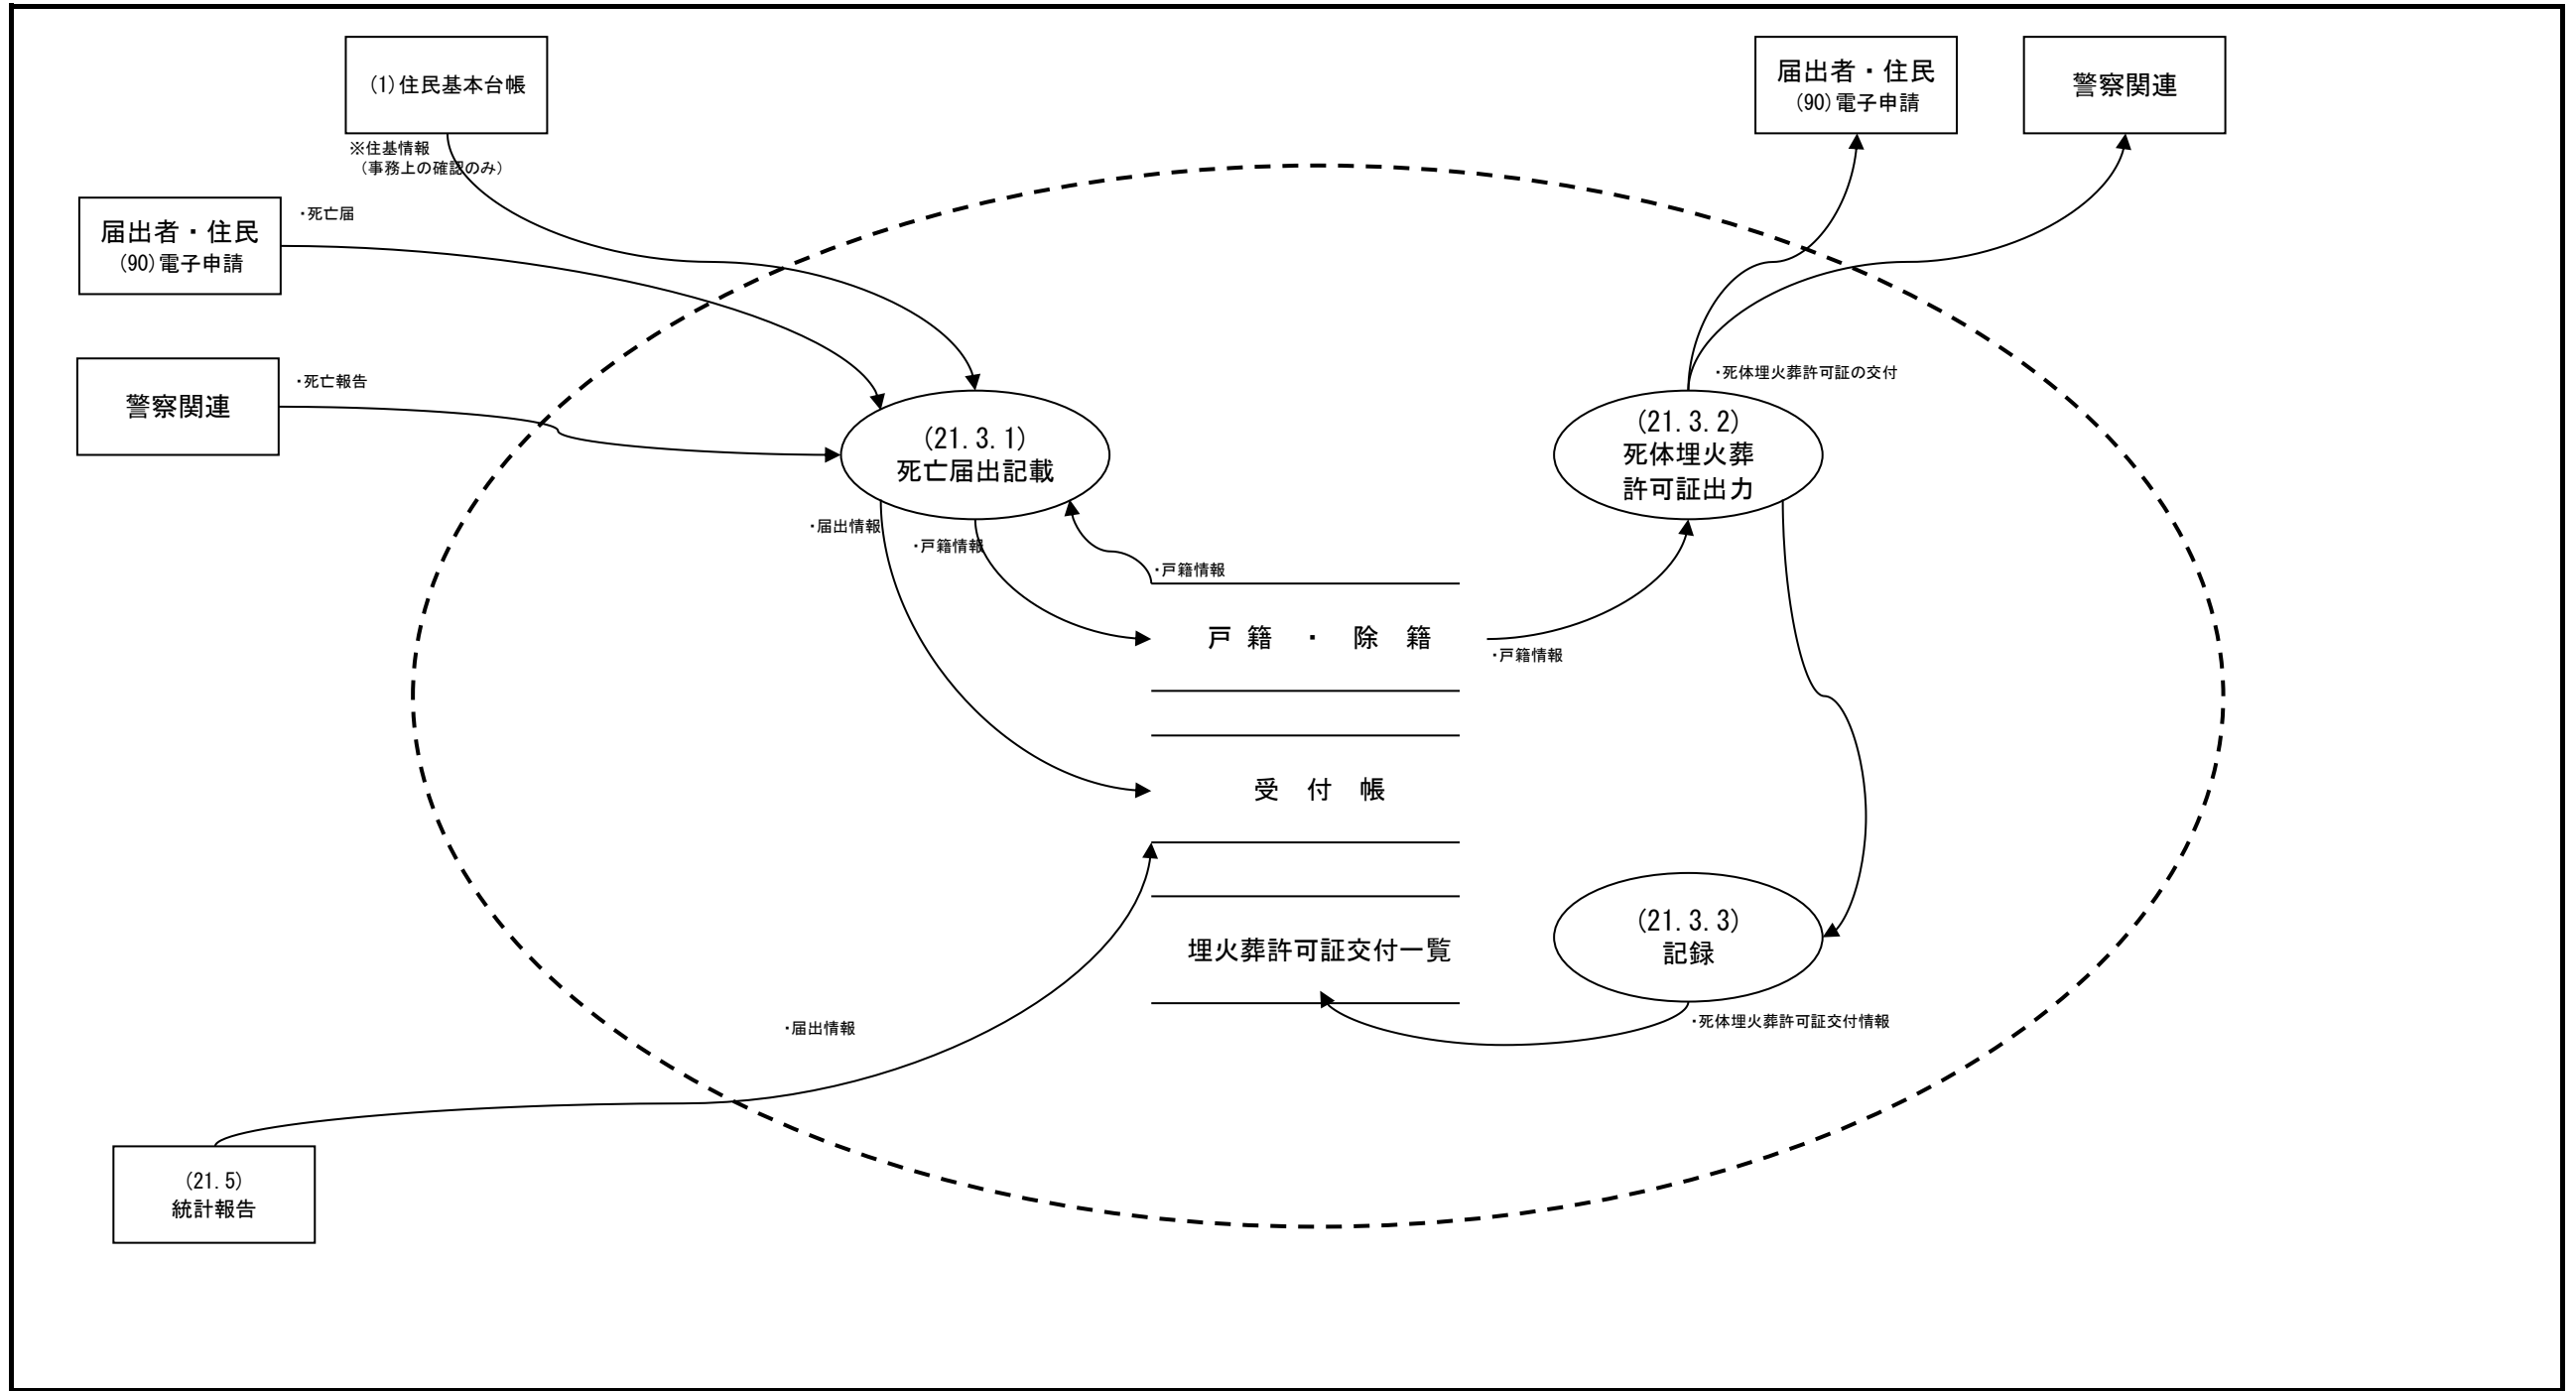 (1)住民基本台帳
届出者・住民
(90)電子申請
警察関連
※住基情報
（事務上の確認のみ）
届出者・住民
(90)電子申請
・死亡届
警察関連
・死亡報告
・死体埋火葬許可証の交付
(21.3.1)
死亡届出記載
(21.3.2)
死体埋火葬
許可証出力
・届出情報
・戸籍情報
・戸籍情報
戸 籍 ・ 除 籍
・戸籍情報
受 付 帳
(21.3.3)
記録
埋火葬許可証交付一覧
・死体埋火葬許可証交付情報
・届出情報
(21.5)
統計報告